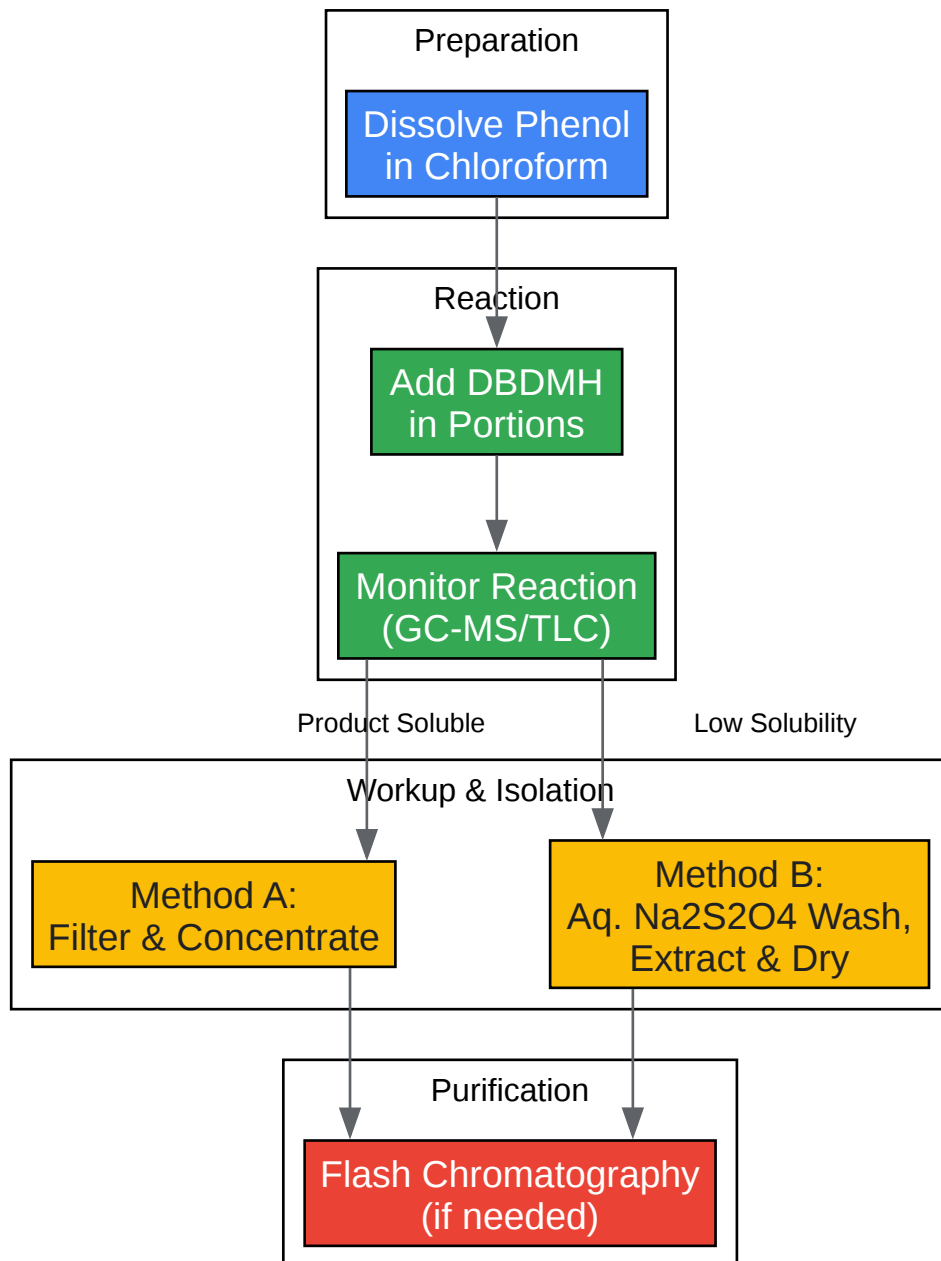 Preparation
Dissolve Phenol
in Chloroform
Reaction
Add DBDMH
in Portions
Monitor Reaction
(GC-MS/TLC)
Product Soluble
Low Solubility
Workup & Isolation
Method A:
Filter & Concentrate
Method B:
Aq. Na2S2O4 Wash,
Extract & Dry
Purification
Flash Chromatography
(if needed)